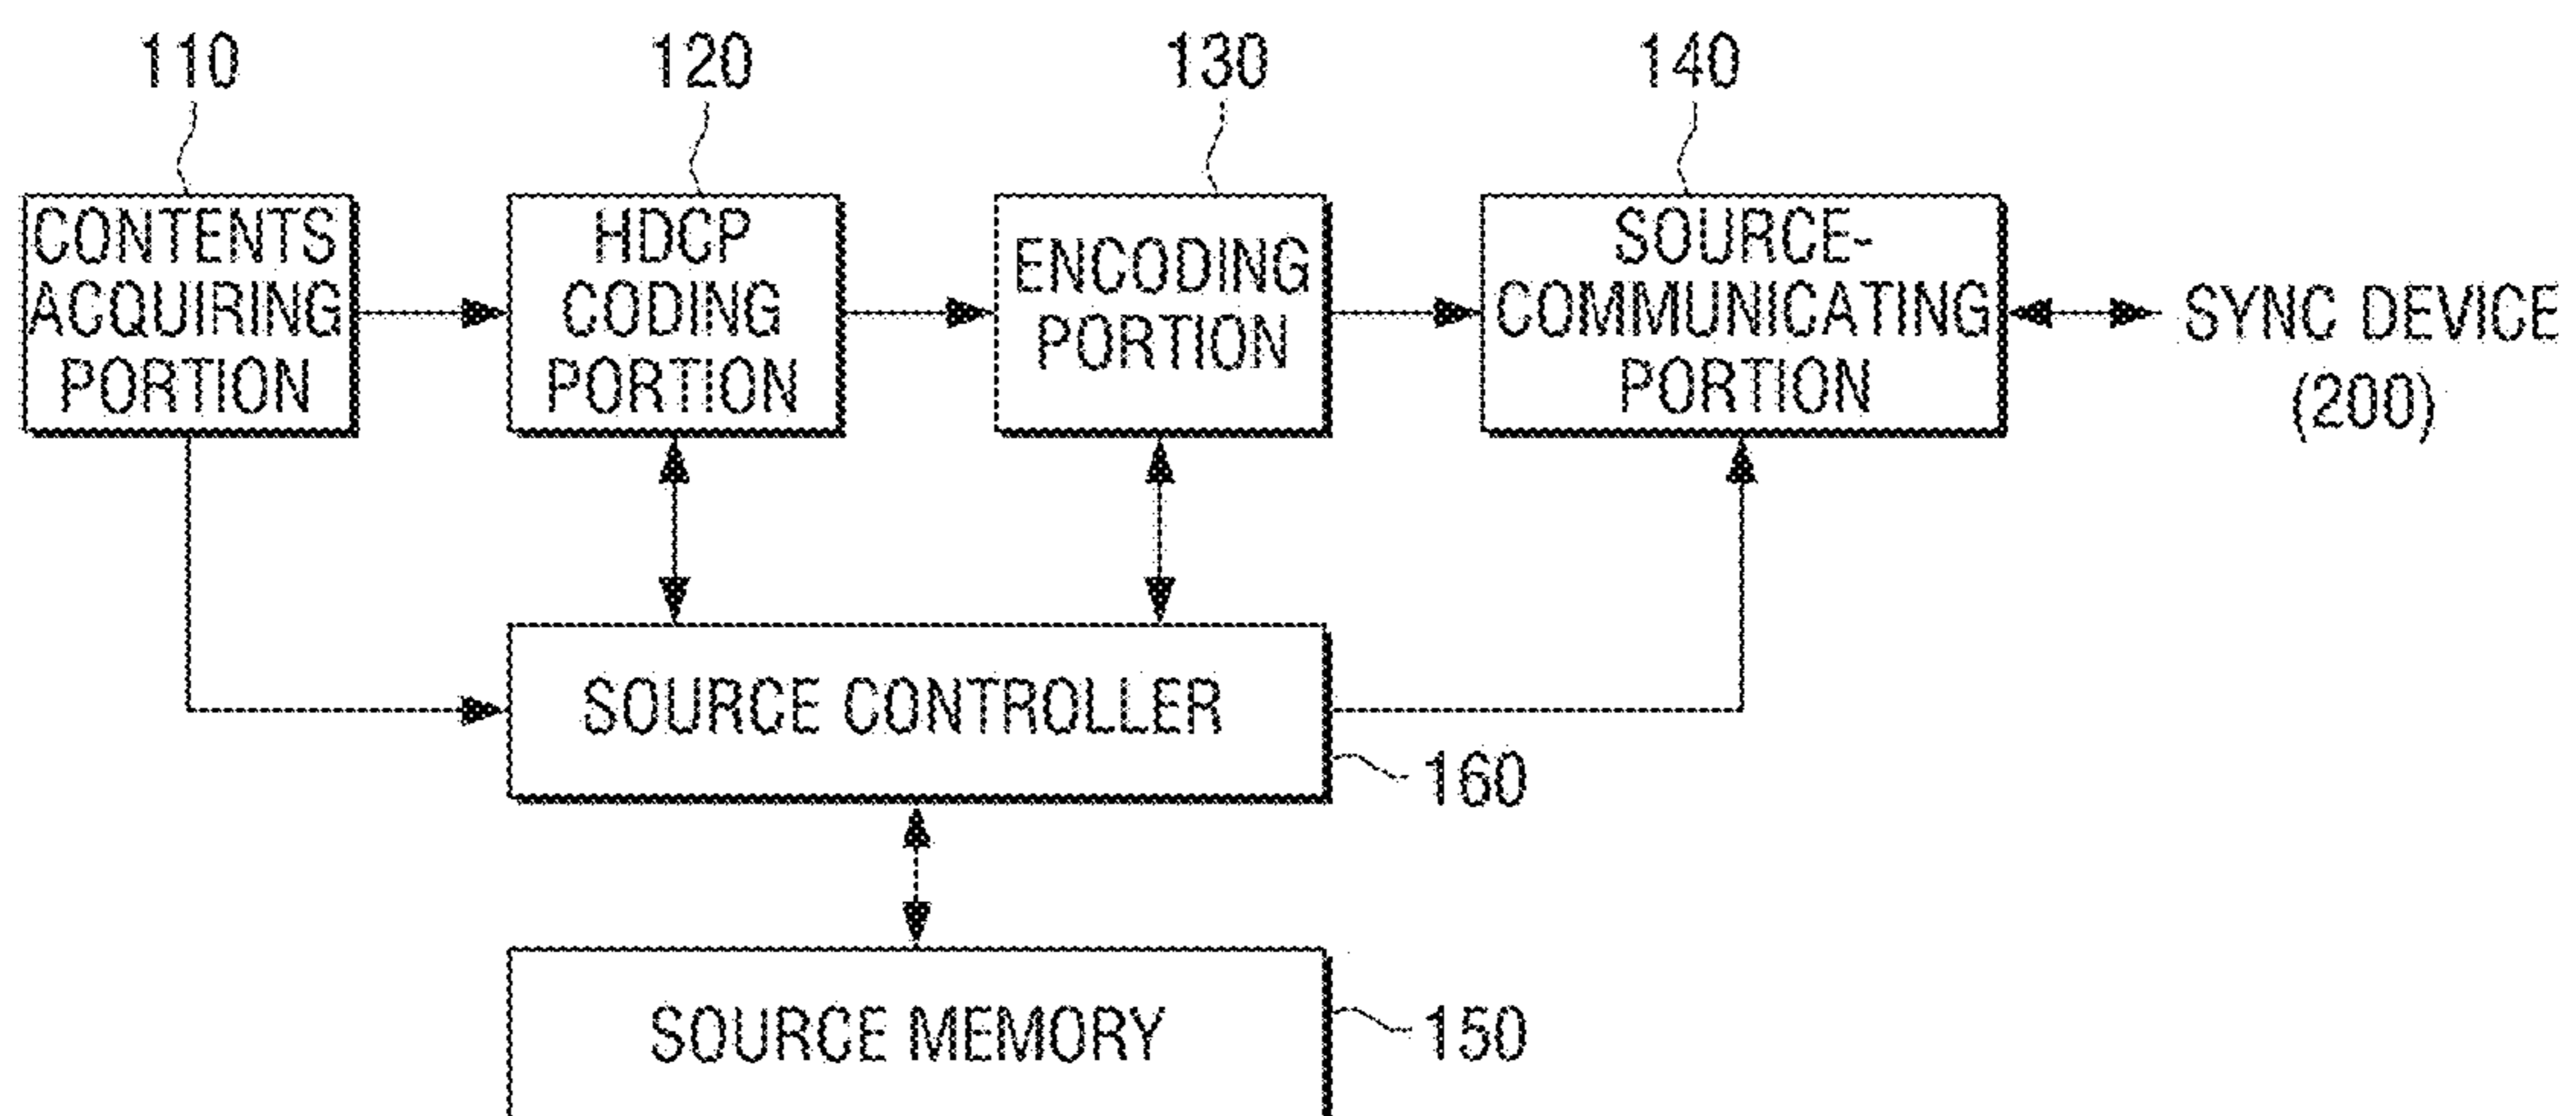 110
120
130
140
CONTENTS
ACQUIRING
PORTION
HDCP
CODING
PORTION
ENCODING
PORTION
SOURCE-
COMMUNICATING
PORTION
SYNC DEVICE
(200)
SOURCE CONTROLLER
160
SOURCE MEMORY
150